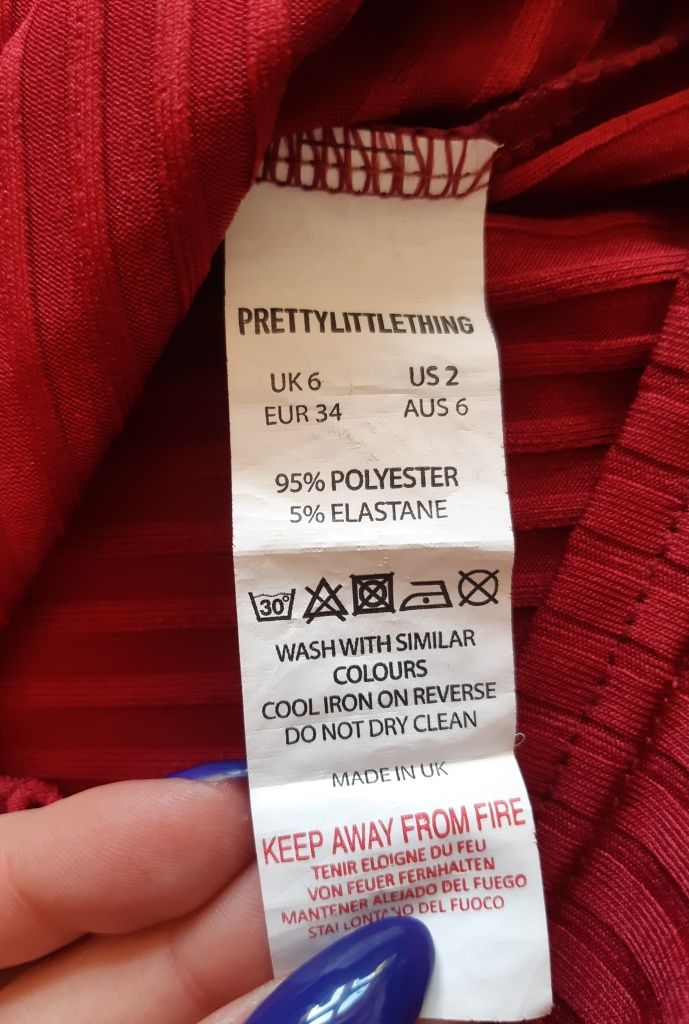 PRETTYLITTLETHING
UK 6 US 2
EUR 34 AUS 6
95% POLYESTER
5% ELASTANE
30°
WASH WITH SIMILAR
COLOURS
COOL IRON ON REVERSE
DO NOT DRY CLEAN
MADE IN UK
KEEP AWAY FROM FIRE
TENIR ELOIGNE DU FEU
VON FEUER FERNHALTEN
MANTENER ALEJADO DEL FUEGO
DEL FUOCO